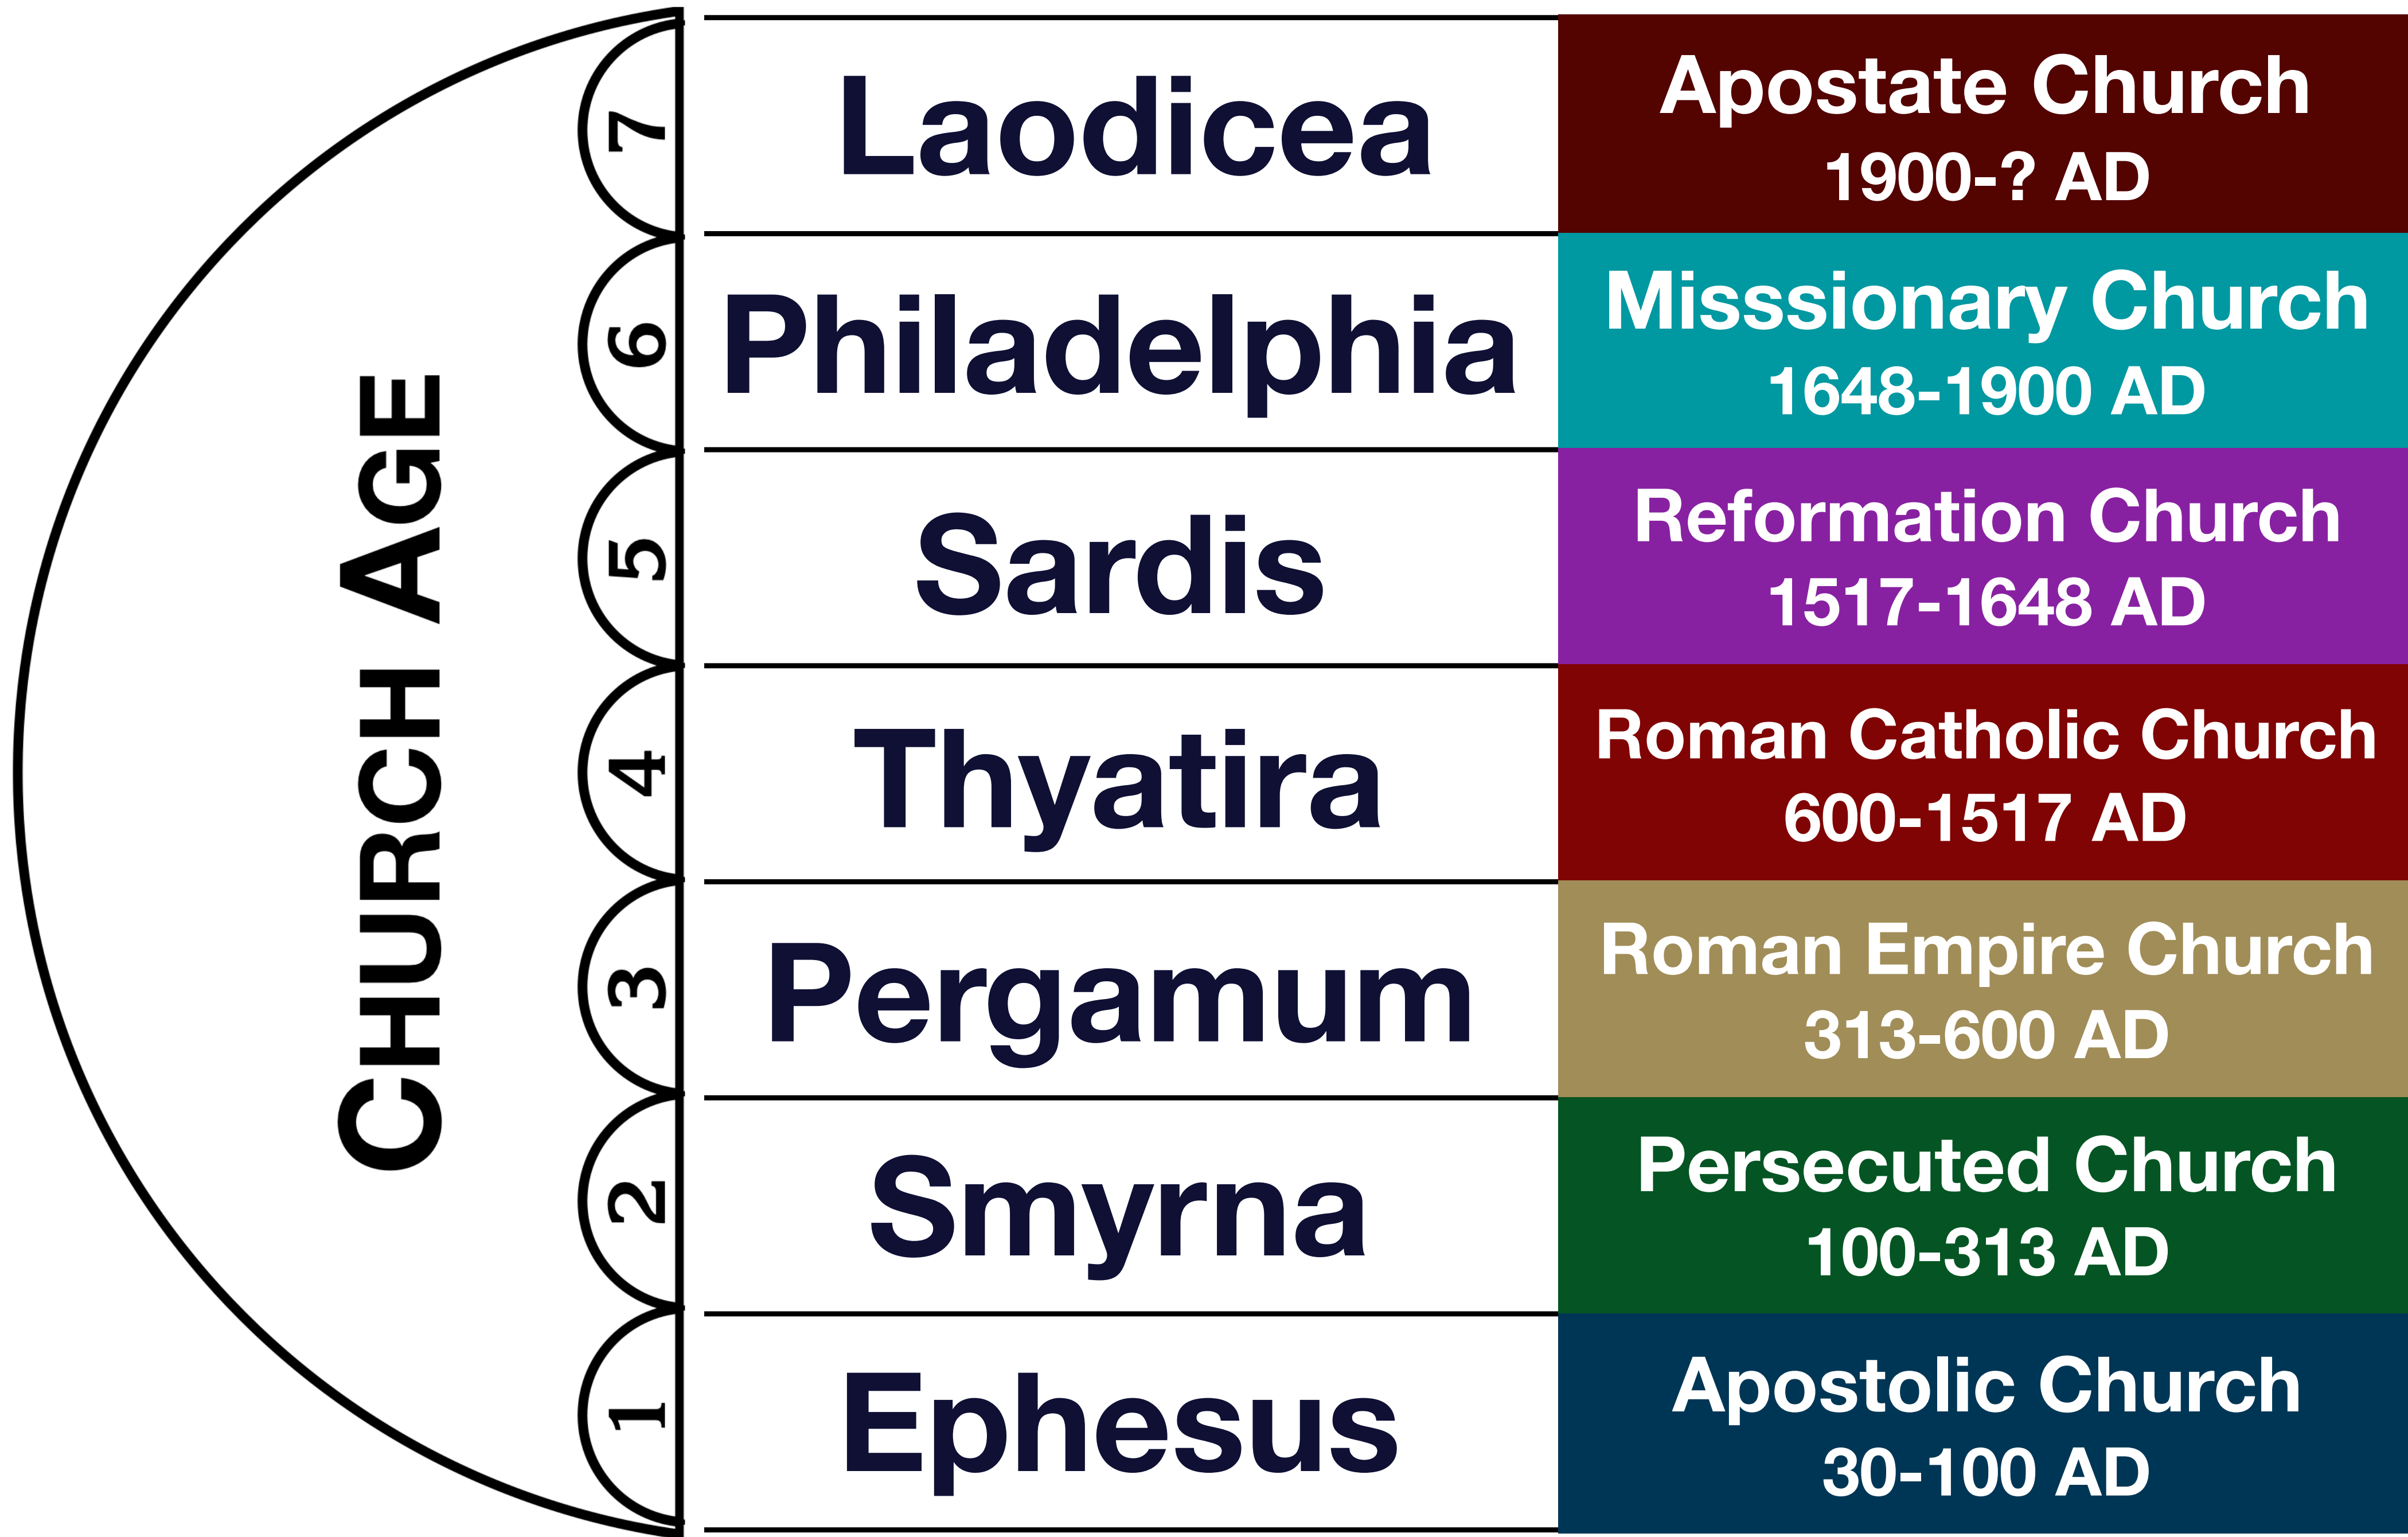 CHURCH AGE
7
Laodicea
Apostate Church
1900-? AD
6
Philadelphia
Misssionary Church
1648-1900 AD
5
Sardis
Reformation Church
1517-1648 AD
4
Thyatira
Roman Catholic Church
600-1517 AD
3
Pergamum
Roman Empire Church
313-600 AD
2
Smyrna
Persecuted Church
100-313 AD
1
Ephesus
Apostolic Church
30-100 AD